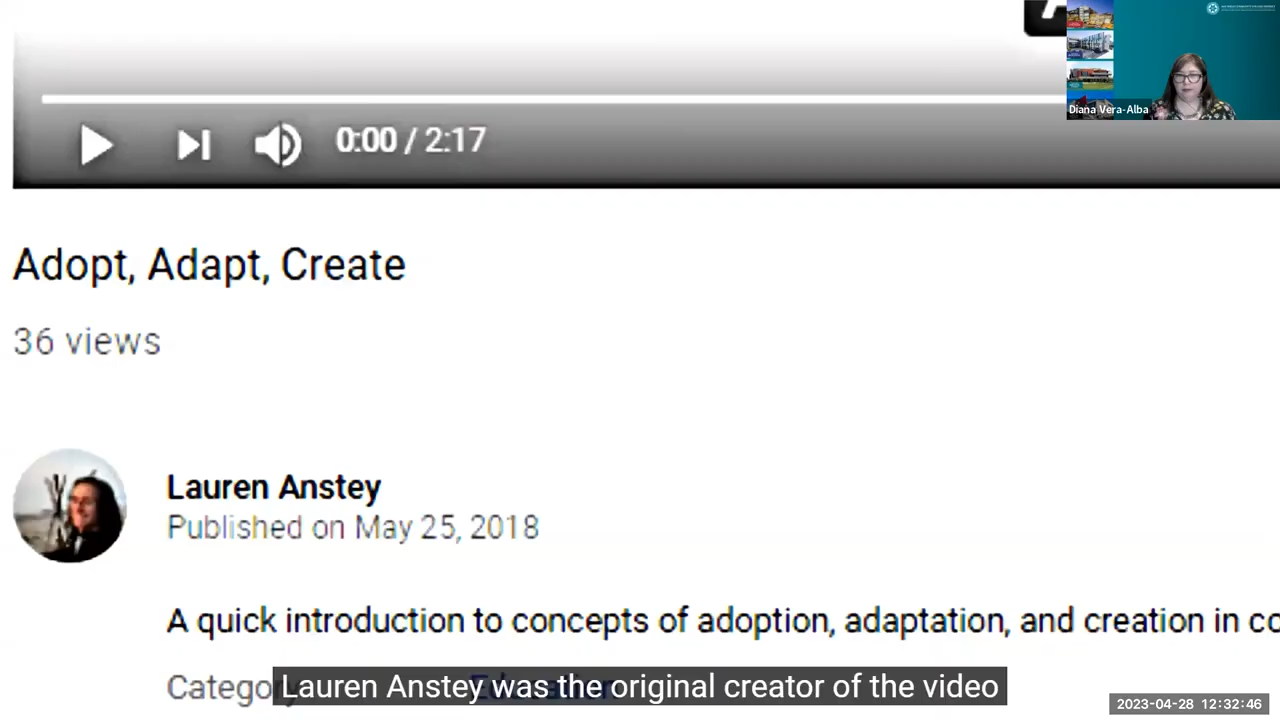 Diana Vera-Alba
0:00 / 2:17
Adopt, Adapt, Create
36 views
Lauren Anstey
Published on May 25, 2018
A quick introduction to concepts of adoption, adaptation, and creation in co
Category
Lauren Anstey was the original creator of the video
2023-04-28 12:32:46